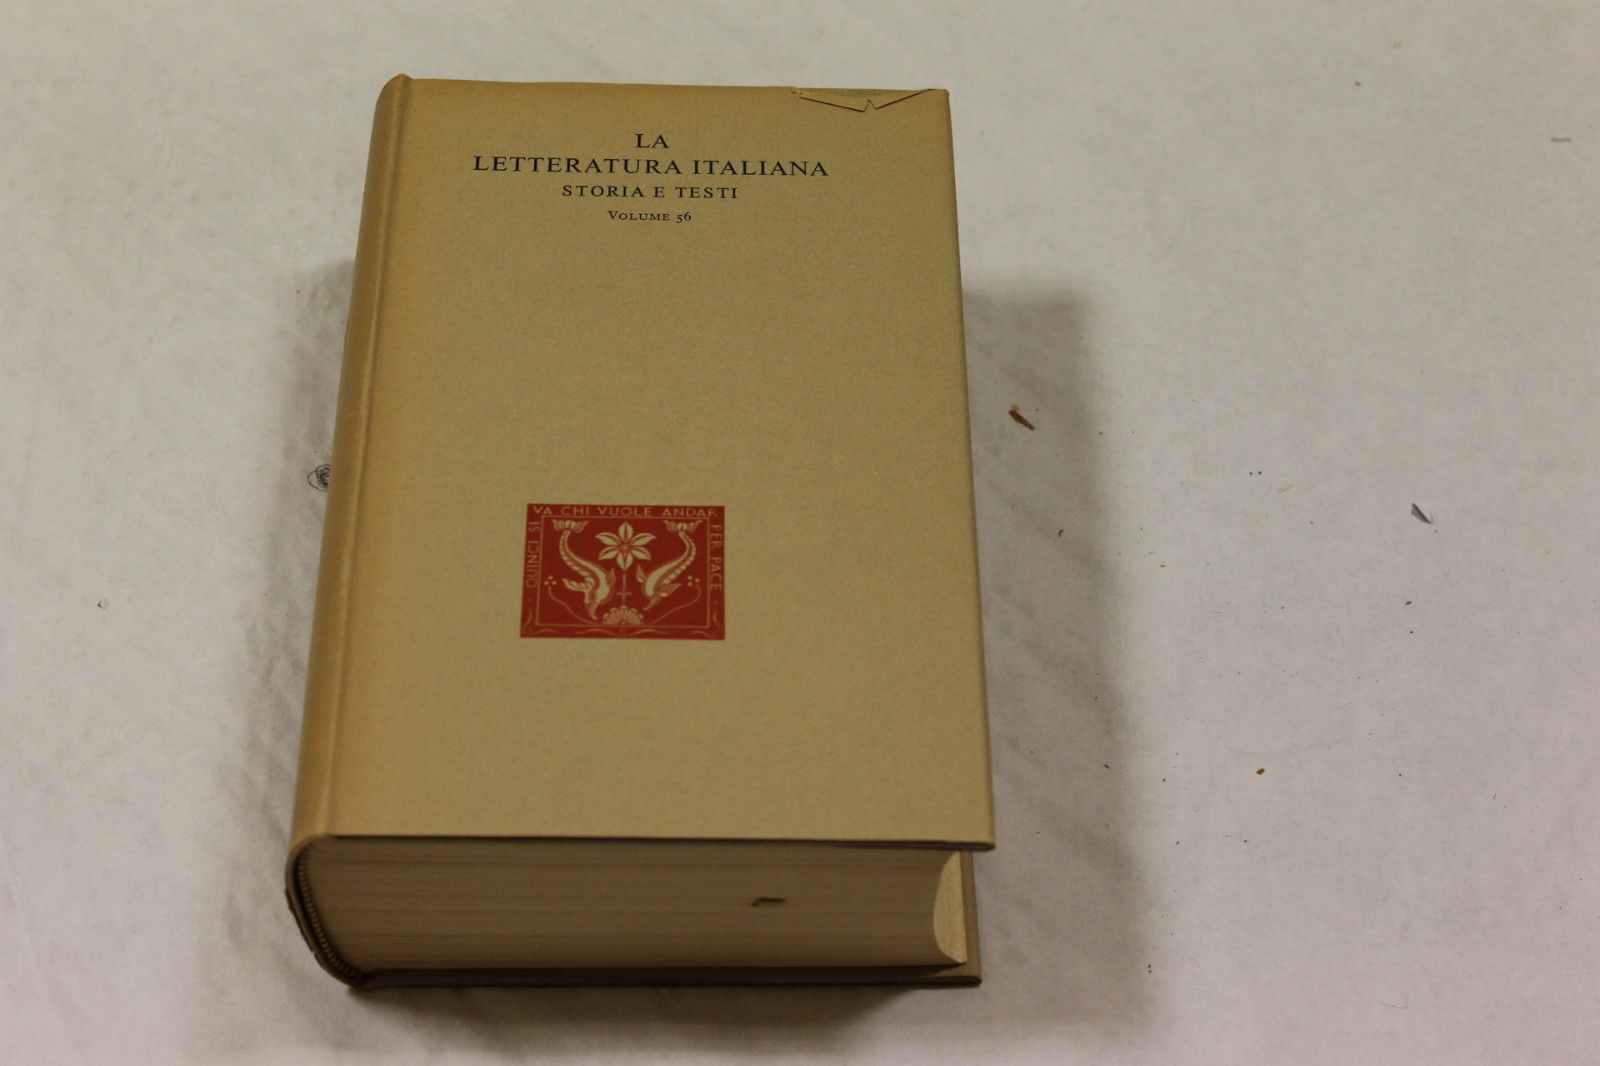 LA
LETTERATURA ITALIANA
STORIA E TESTI
VOLUME 56
QUINCI SI
VA CHI VUOLE ANDAR
PER PACE